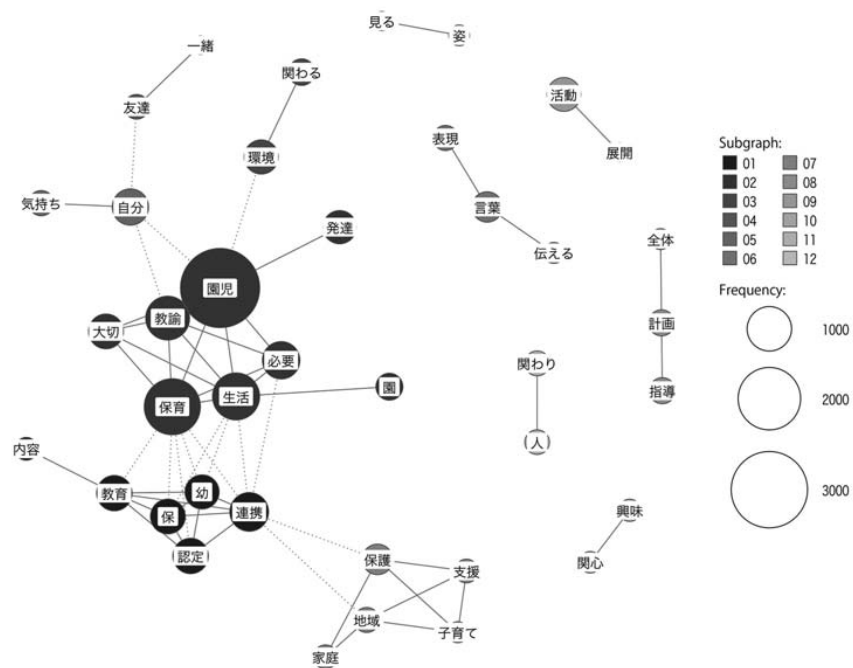 見る
姿
一緒
関わる
友達
活動
表現
環境
展開
気持ち
自分
言葉
発達
伝える
全体
園児
教諭
大切
計画
必要
関わり
生活
園
指導
保育
人
内容
教育
幼
保
連携
認定
興味
関心
保護
支援
地域
子育て
家庭
Subgraph:
01 07
02 08
03 09
04 10
05 11
06 12
Frequency:
1000
2000
3000